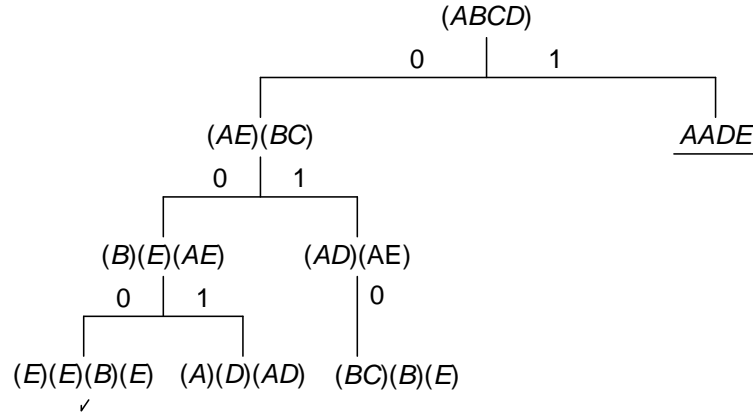 (ABCD)
0 1
(AE)(BC) AADE
0 1
(B)(E)(AE) (AD)(AE)
0 1 0
(E)(E)(B)(E) (A)(D)(AD) (BC)(B)(E)
✓